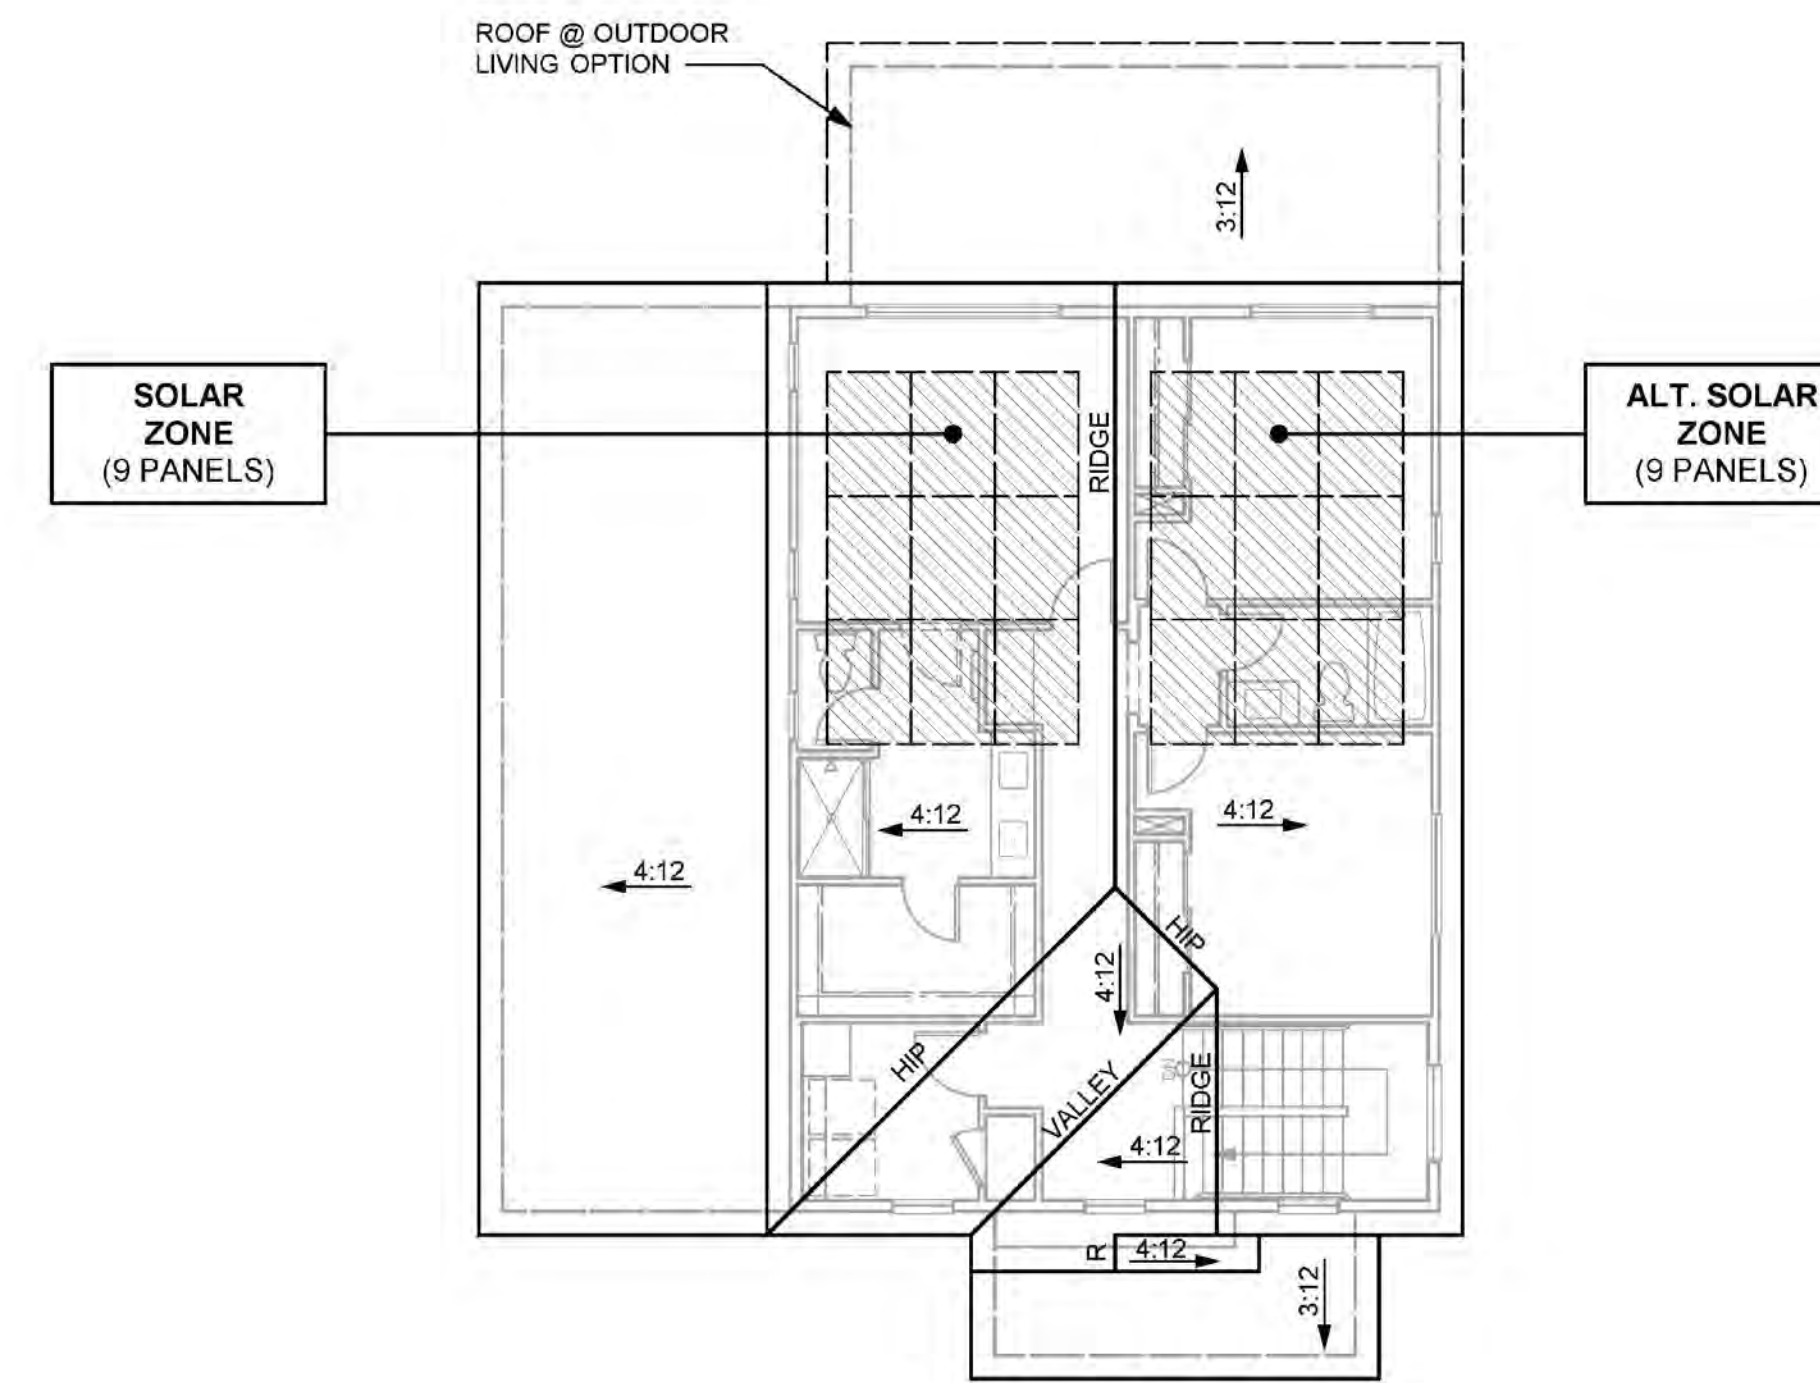 ROOF @ OUTDOOR
LIVING OPTION
3:12
SOLAR
ZONE
(9 PANELS)
RIDGE
ALT. SOLAR
ZONE
(9 PANELS)
4:12
4:12
4:12
HIP
4:12
HIP
VALLEY
DN
RIDGE
4:12
R
4:12
3:12